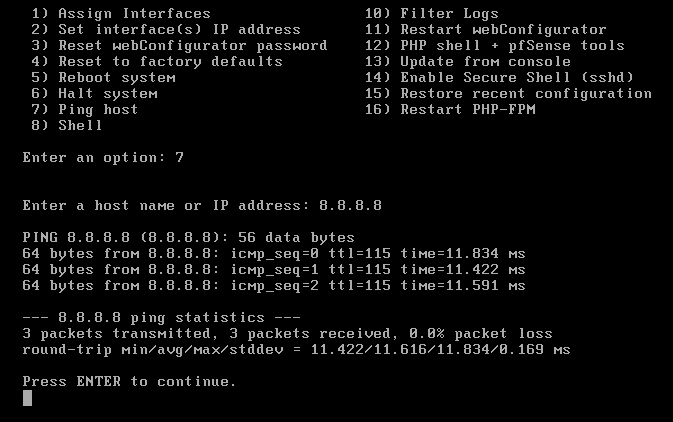 1) Assign Interfaces                  10) Filter Logs
2) Set interface(s) IP address        11) Restart webConfigurator
3) Reset webConfigurator password     12) PHP shell + pfSense tools
4) Reset to factory defaults          13) Update from console
5) Reboot system                      14) Enable Secure Shell (sshd)
6) Halt system                        15) Restore recent configuration
7) Ping host                          16) Restart PHP-FPM
8) Shell
Enter an option: 7
Enter a host name or IP address: 8.8.8.8
PING 8.8.8.8 (8.8.8.8): 56 data bytes
64 bytes from 8.8.8.8: icmp_seq=0 ttl=115 time=11.834 ms
64 bytes from 8.8.8.8: icmp_seq=1 ttl=115 time=11.422 ms
64 bytes from 8.8.8.8: icmp_seq=2 ttl=115 time=11.591 ms
--- 8.8.8.8 ping statistics ---
3 packets transmitted, 3 packets received, 0.0% packet loss
round-trip min/avg/max/stddev = 11.422/11.616/11.834/0.169 ms
Press ENTER to continue.